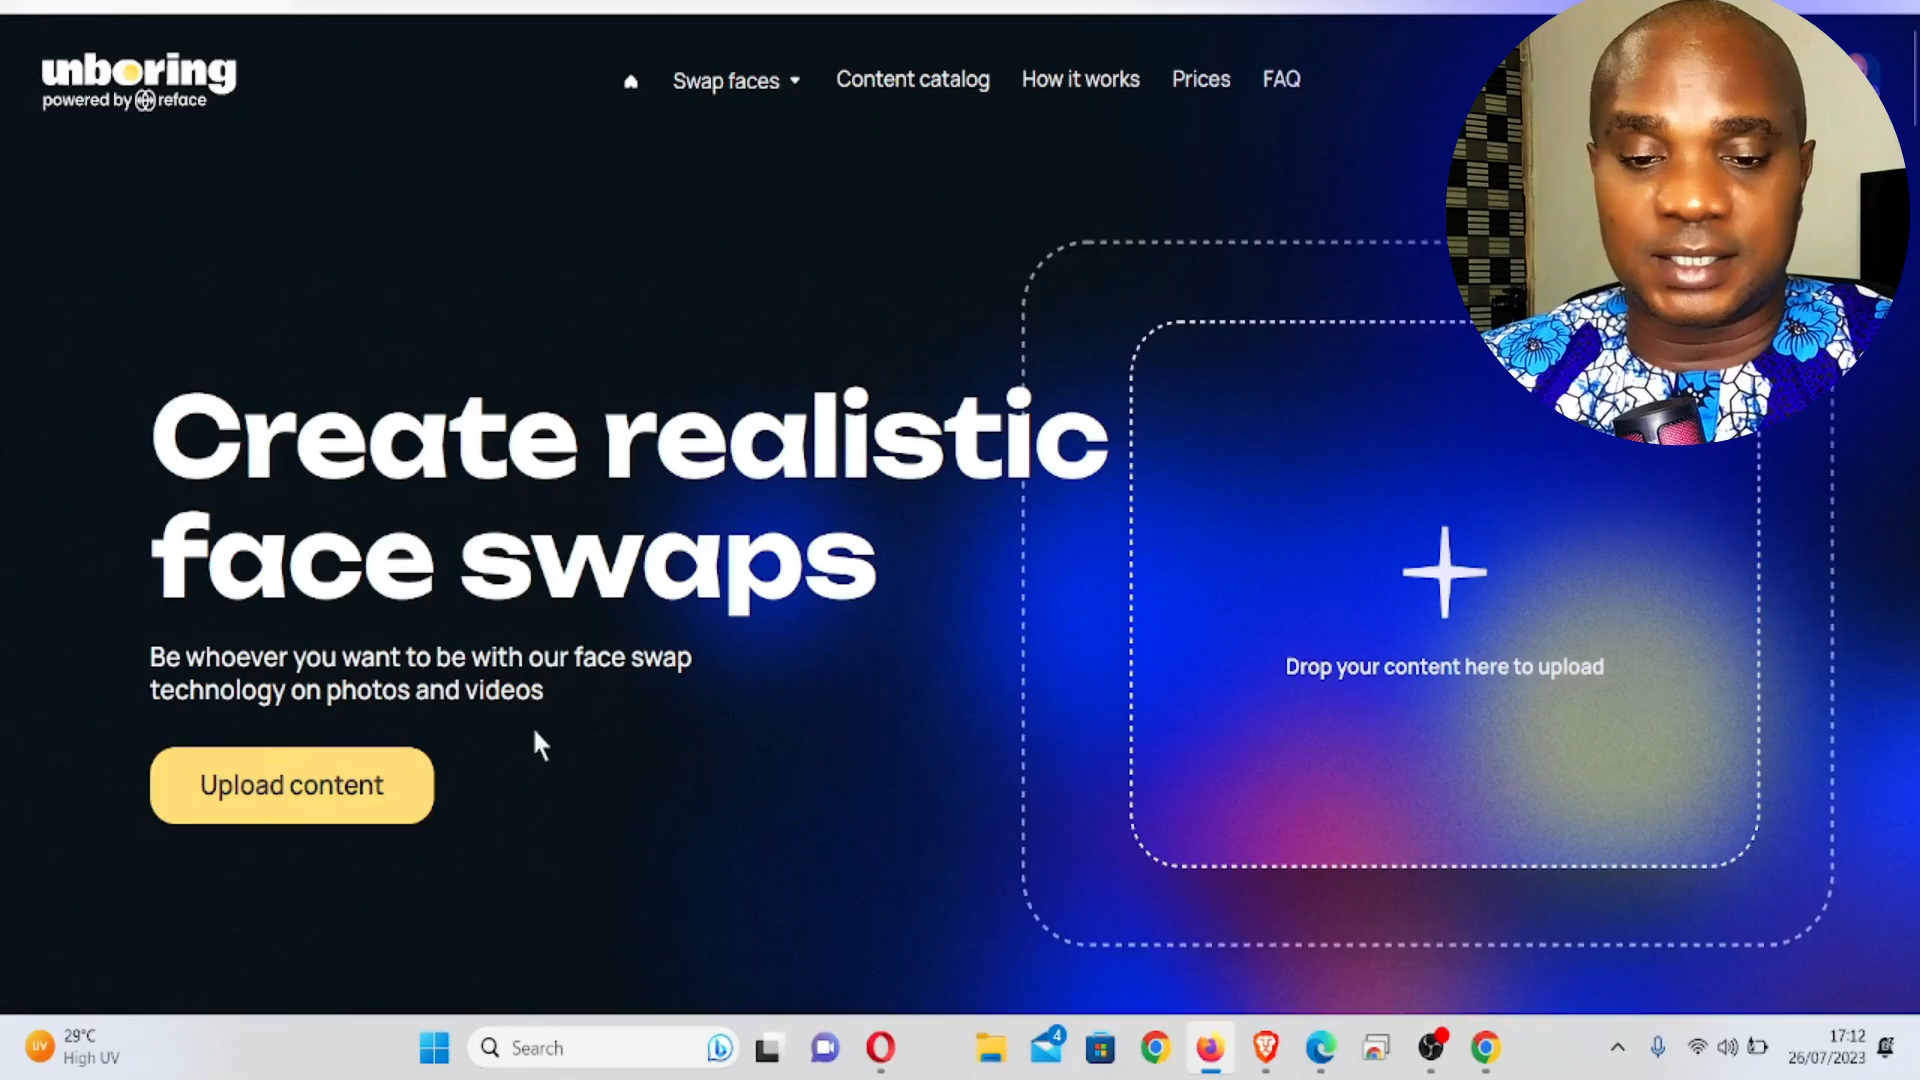 unboring
powered by reface
Swap faces
Content catalog
How it works
Prices
FAQ
Create realistic
face swaps
Be whoever you want to be with our face swap
technology on photos and videos
Upload content
Drop your content here to upload
UV
29°C
High UV
Search
4
17:12
26/07/2023